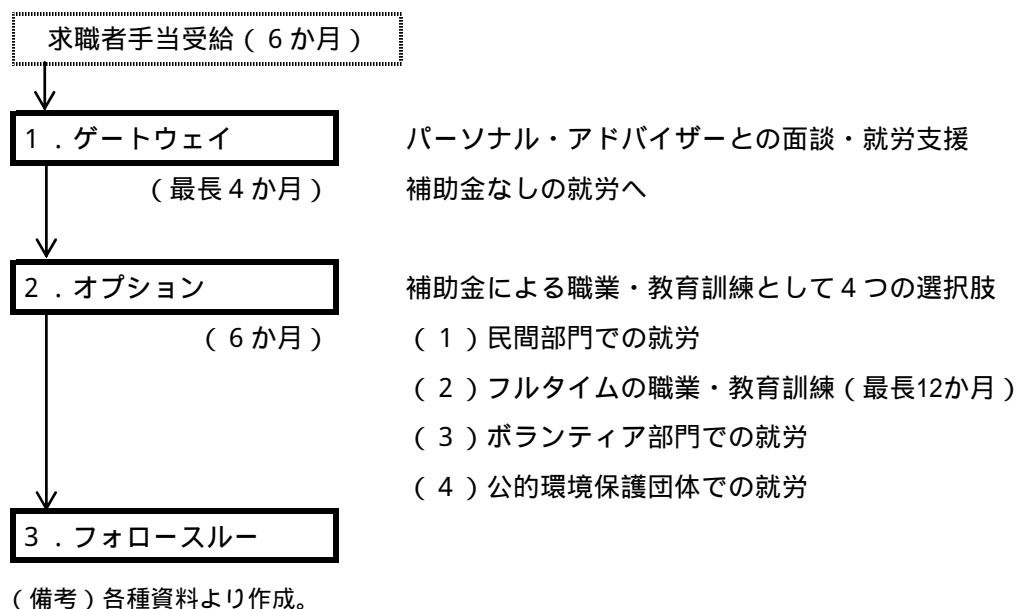 求職者手当受給（６か月）
１．ゲートウェイ　パーソナル・アドバイザーとの面談・就労支援
（最長４か月）　補助金なしの就労へ
２．オプション　補助金による職業・教育訓練として４つの選択肢
（６か月）　（１）民間部門での就労
（２）フルタイムの職業・教育訓練（最長12か月）
（３）ボランティア部門での就労
（４）公的環境保護団体での就労
３．フォロースルー
（備考）各種資料より作成。